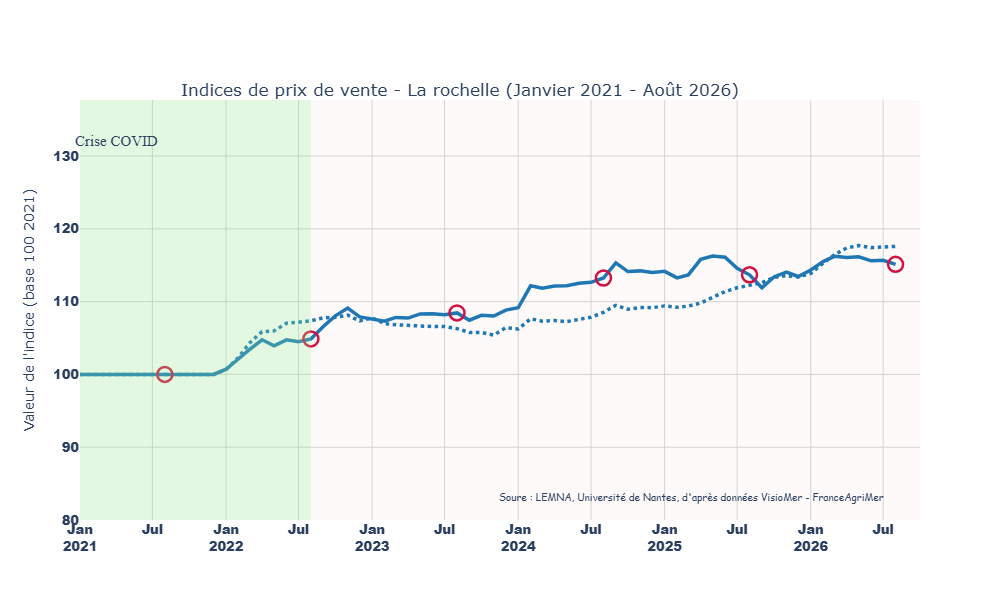 Indices de prix de vente - La rochelle (Janvier 2021 - Août 2026)
Crise COVID
Valeur de l'indice (base 100 2021)
130
120
110
100
90
80
Soure : LEMNA, Université de Nantes, d'après données VisioMer - FranceAgriMer
Jan Jul Jan Jul Jan Jul Jan Jul Jan Jul Jan Jul
2021 2022 2023 2024 2025 2026